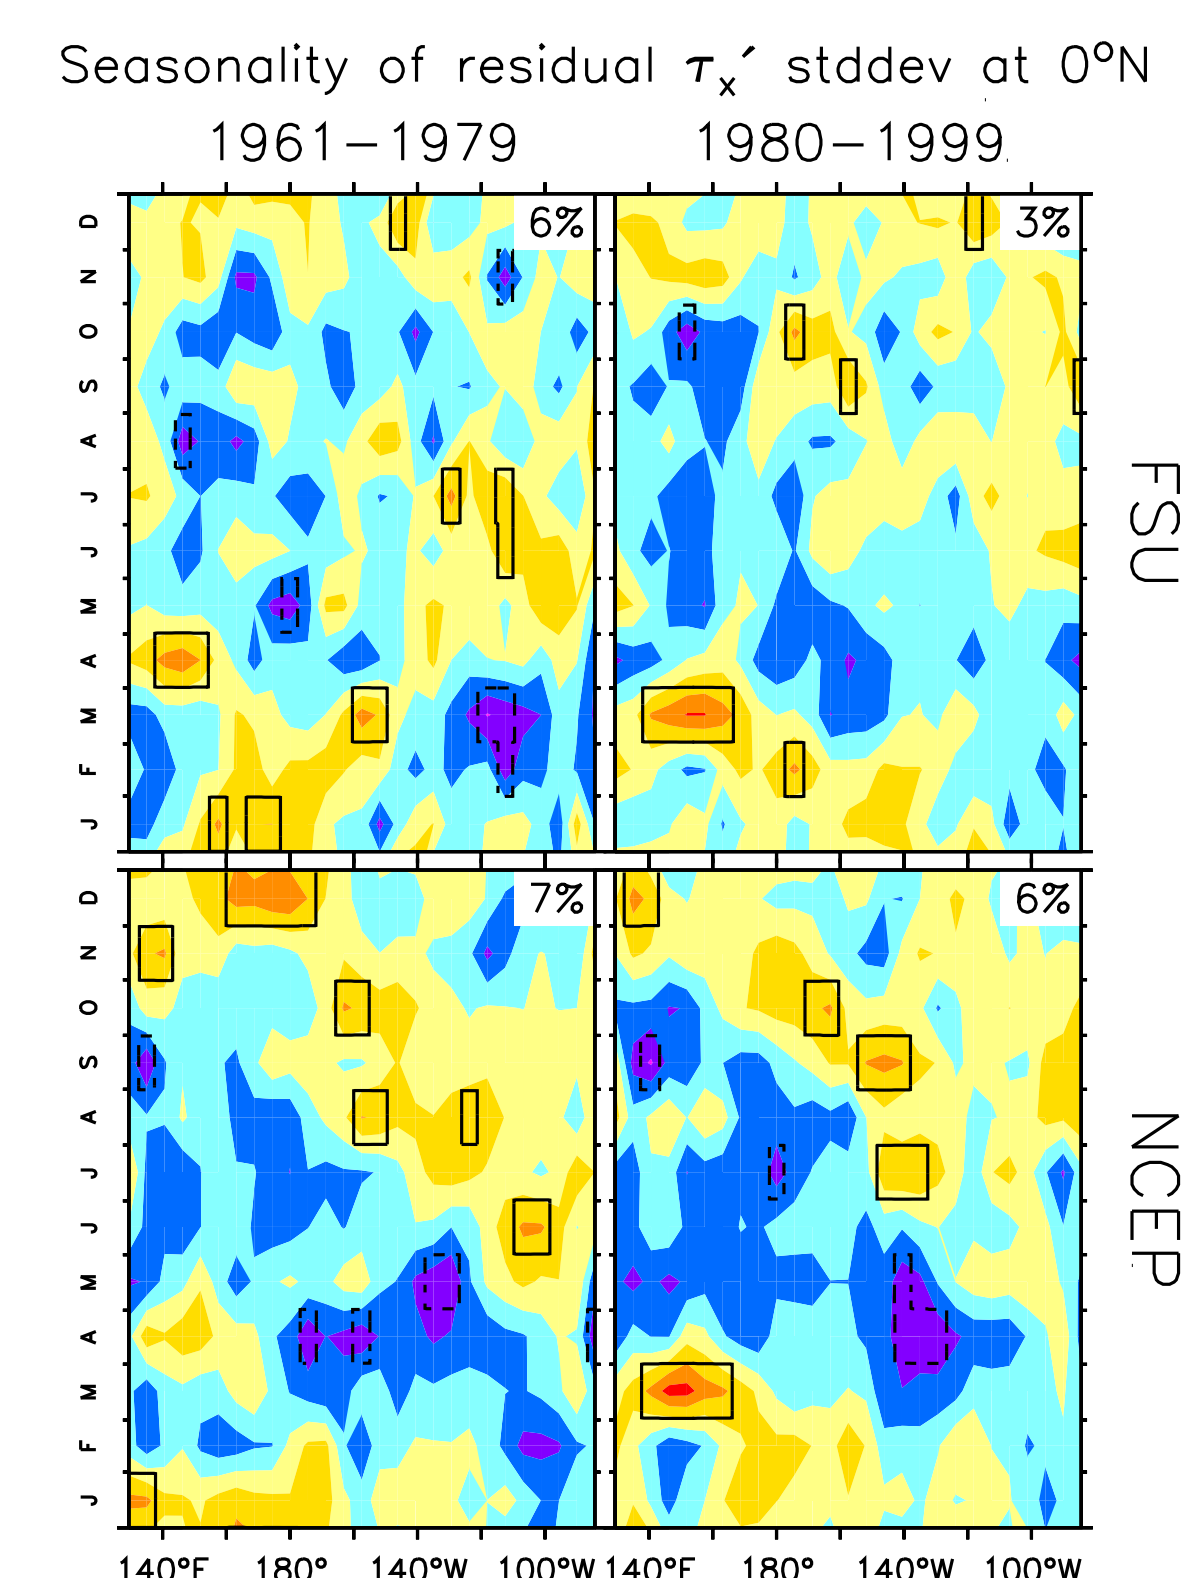 Seasonality of residual τx′ stddev at 0°N
1961−1979 1980−1999
6% 3%
D
N
O
S
A
J
J
M
A
M
F
J
FSU
7% 6%
D
N
O
S
A
J
J
M
A
M
F
J
NCEP
140°E 180° 140°W 100°W 140°E 180° 140°W 100°W